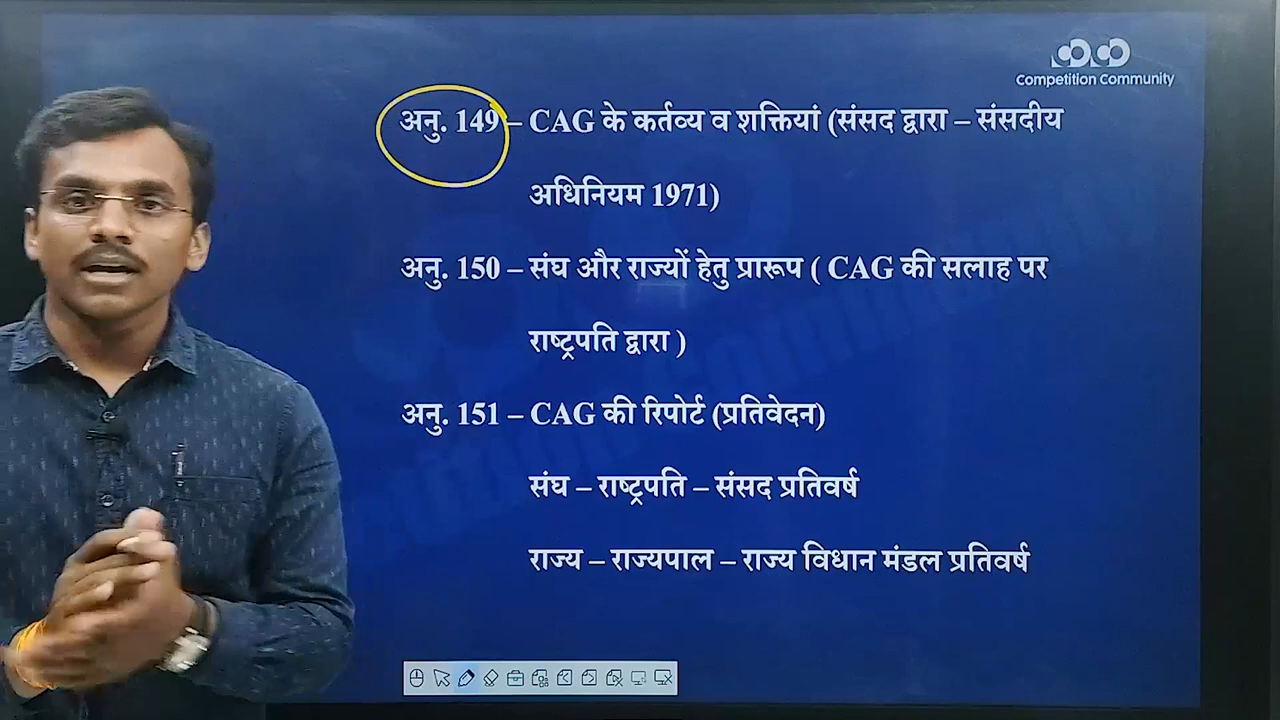 Competition Community
अनु. 149 – CAG के कर्तव्य व शक्तियां (संसद द्वारा – संसदीय
अधिनियम 1971)
अनु. 150 – संघ और राज्यों हेतु प्रारूप ( CAG की सलाह पर
राष्ट्रपति द्वारा )
अनु. 151 – CAG की रिपोर्ट (प्रतिवेदन)
संघ – राष्ट्रपति – संसद प्रतिवर्ष
राज्य – राज्यपाल – राज्य विधान मंडल प्रतिवर्ष